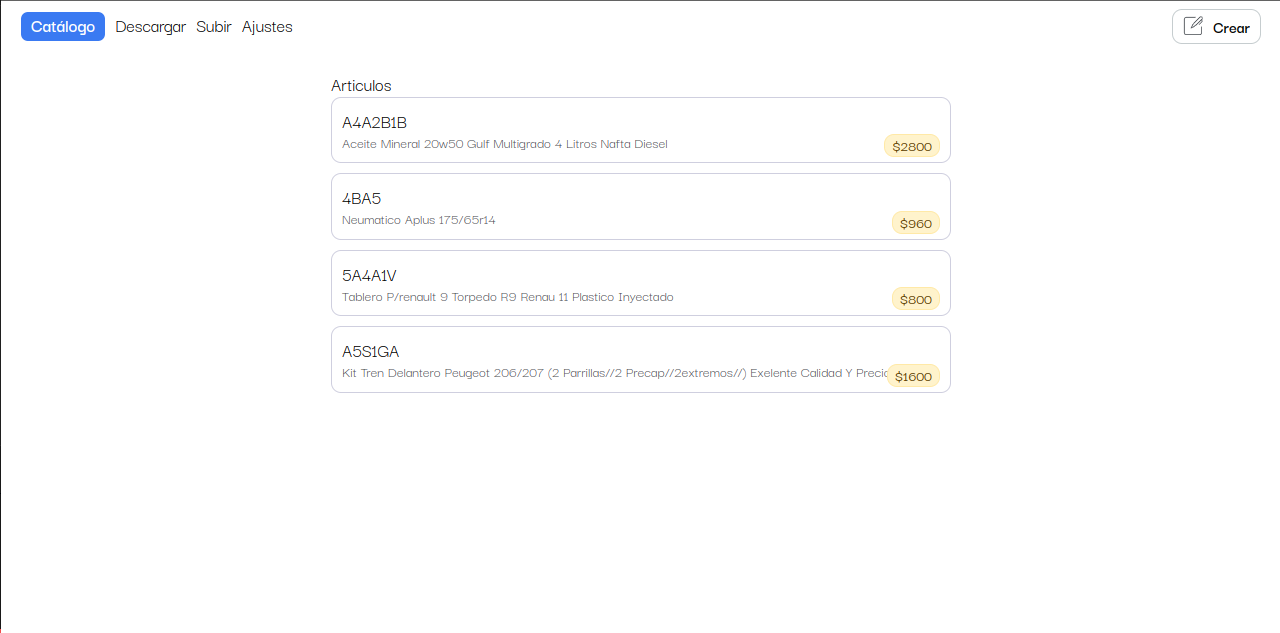 Catálogo Descargar Subir Ajustes Crear
Articulos
A4A2B1B
Aceite Mineral 20w50 Gulf Multigrado 4 Litros Nafta Diesel
$2800
4BA5
Neumatico Aplus 175/65r14
$960
5A4A1V
Tablero P/renault 9 Torpedo R9 Renau 11 Plastico Inyectado
$800
A5S1GA
Kit Tren Delantero Peugeot 206/207 (2 Parrillas//2 Precap//2extremos//) Exelente Calidad Y Precio
$1600